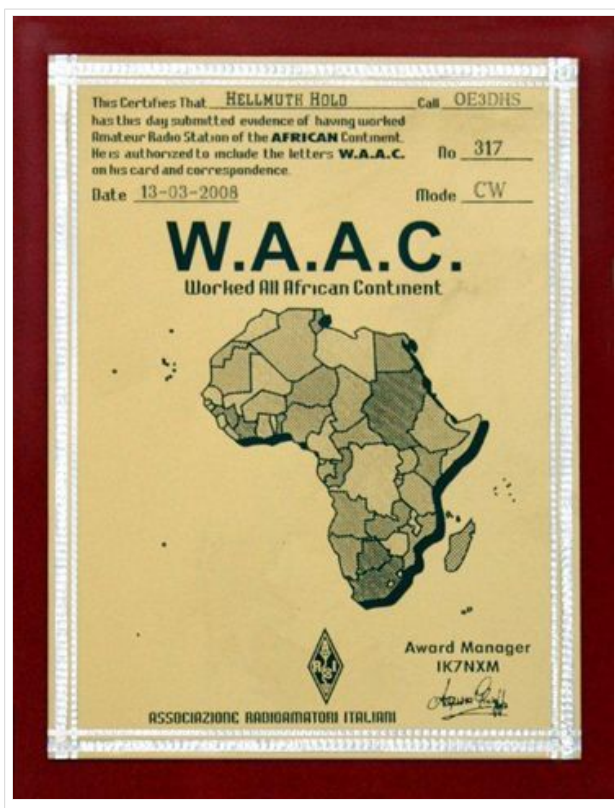 This Certifies That HELLMUTH HOLD Call OE3DHS
has this day submitted evidence of having worked
Amateur Radio Station of the AFRICAN Continent.
He is authorized to include the letters W.A.A.C. No 317
on his card and correspondence.
Date 13-03-2008 Mode CW
W.A.A.C.
Worked All African Continent
Award Manager
IK7NXM
ARI
ASSOCIAZIONE RADIOAMATORI ITALIANI